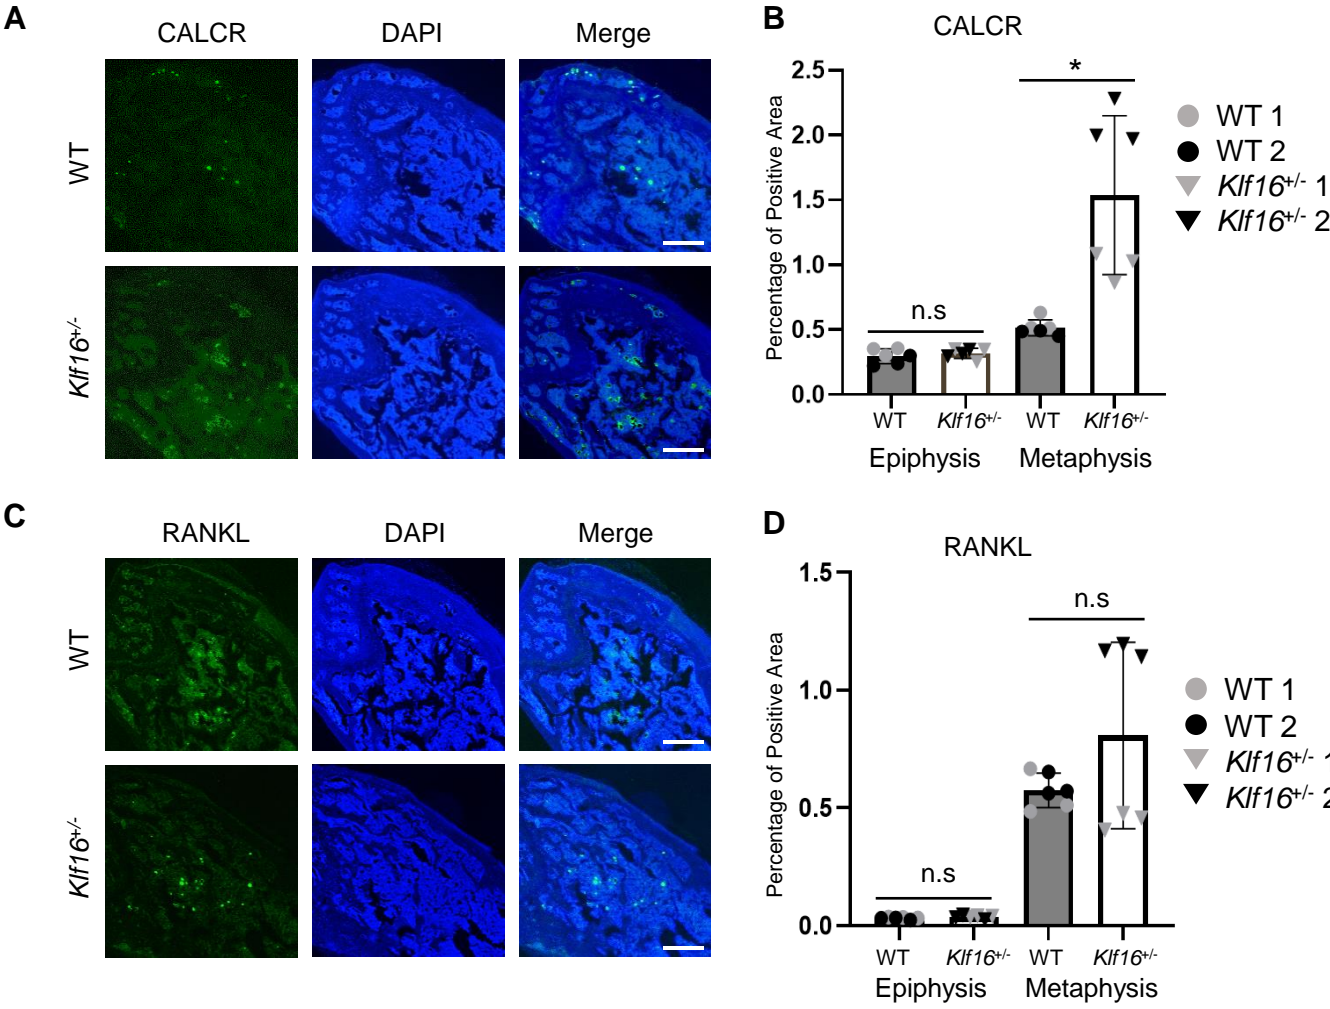 A
CALCR DAPI Merge
WT
Klf16+/-
B
CALCR
Percentage of Positive Area
2.5
2.0
1.5
1.0
0.5
0.0
n.s
*
WT Klf16+/- WT Klf16+/-
Epiphysis Metaphysis
WT 1
WT 2
Klf16+/- 1
Klf16+/- 2
C
RANKL DAPI Merge
WT
Klf16+/-
D
RANKL
Percentage of Positive Area
1.5
1.0
0.5
0.0
n.s
n.s
WT Klf16+/- WT Klf16+/-
Epiphysis Metaphysis
WT 1
WT 2
Klf16+/- 1
Klf16+/- 2